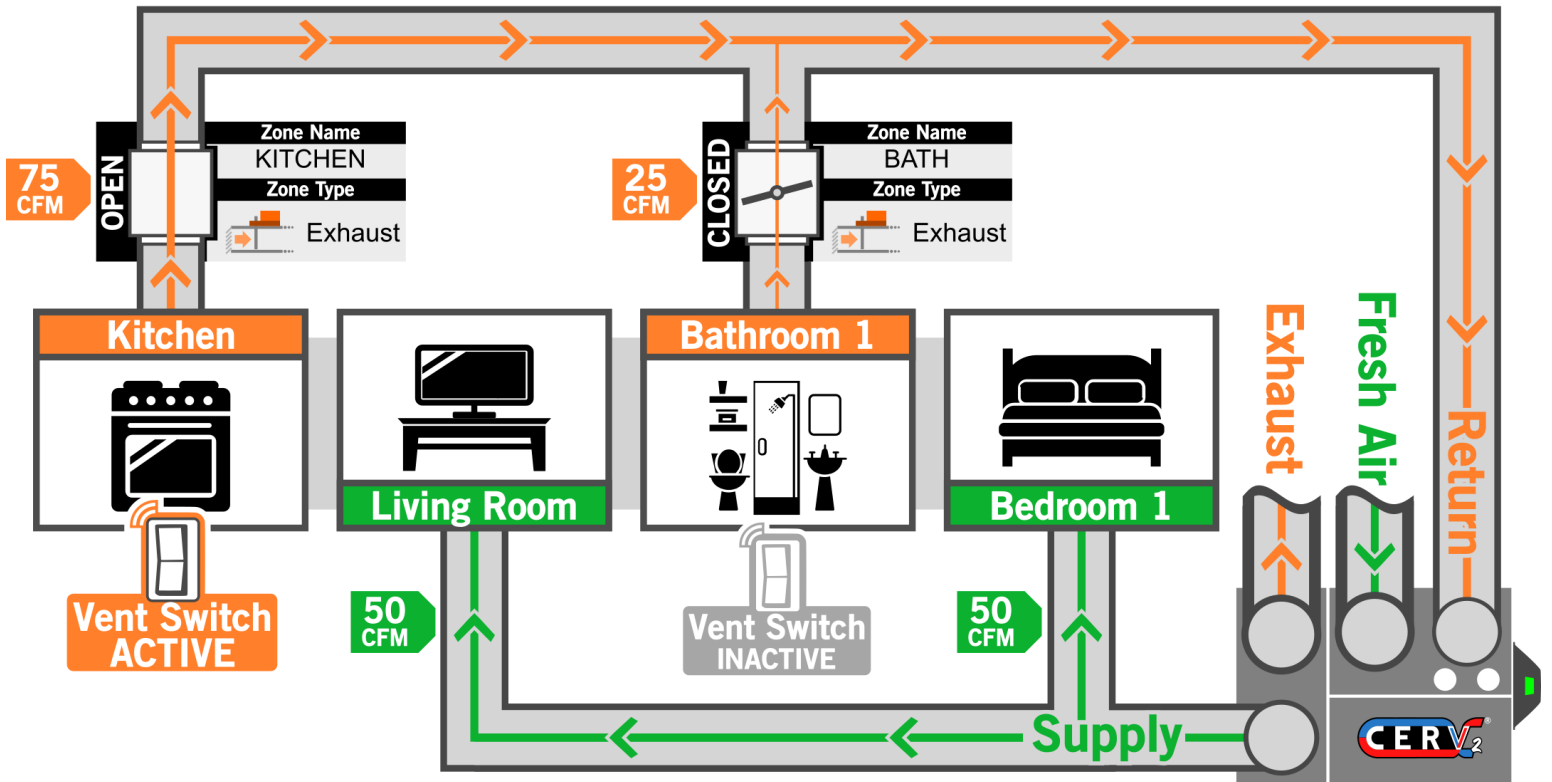 Zone Name
KITCHEN
Zone Type
Exhaust
OPEN
75
CFM
Zone Name
BATH
Zone Type
Exhaust
CLOSED
25
CFM
Kitchen
Living Room
Bathroom 1
Bedroom 1
Exhaust
Fresh Air
Return
Vent Switch
ACTIVE
50
CFM
Vent Switch
INACTIVE
50
CFM
Supply
CERV2®